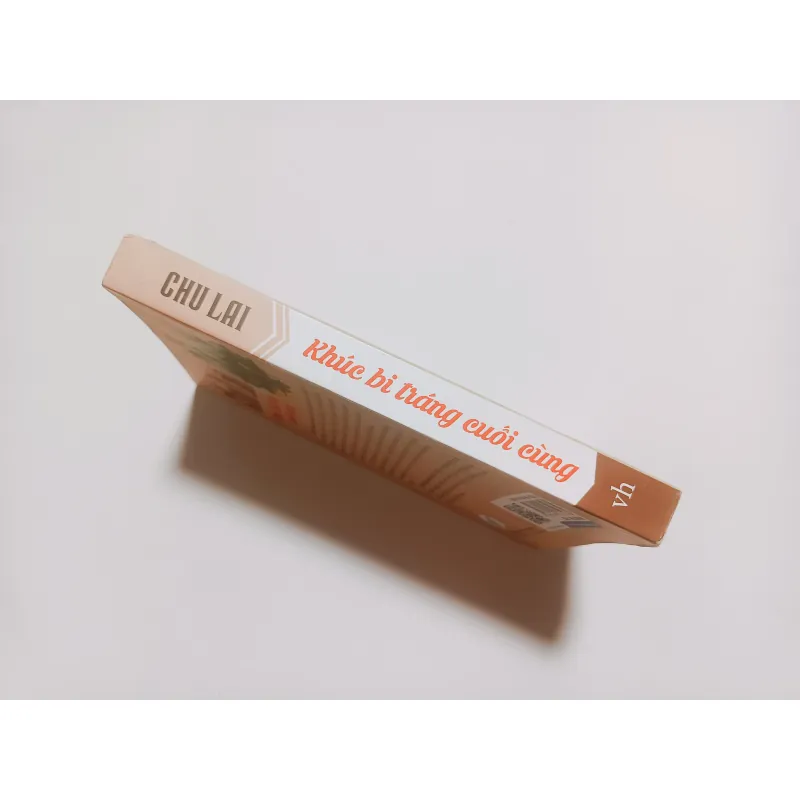 CHU LAI
Khúc bi tráng cuối cùng
vh